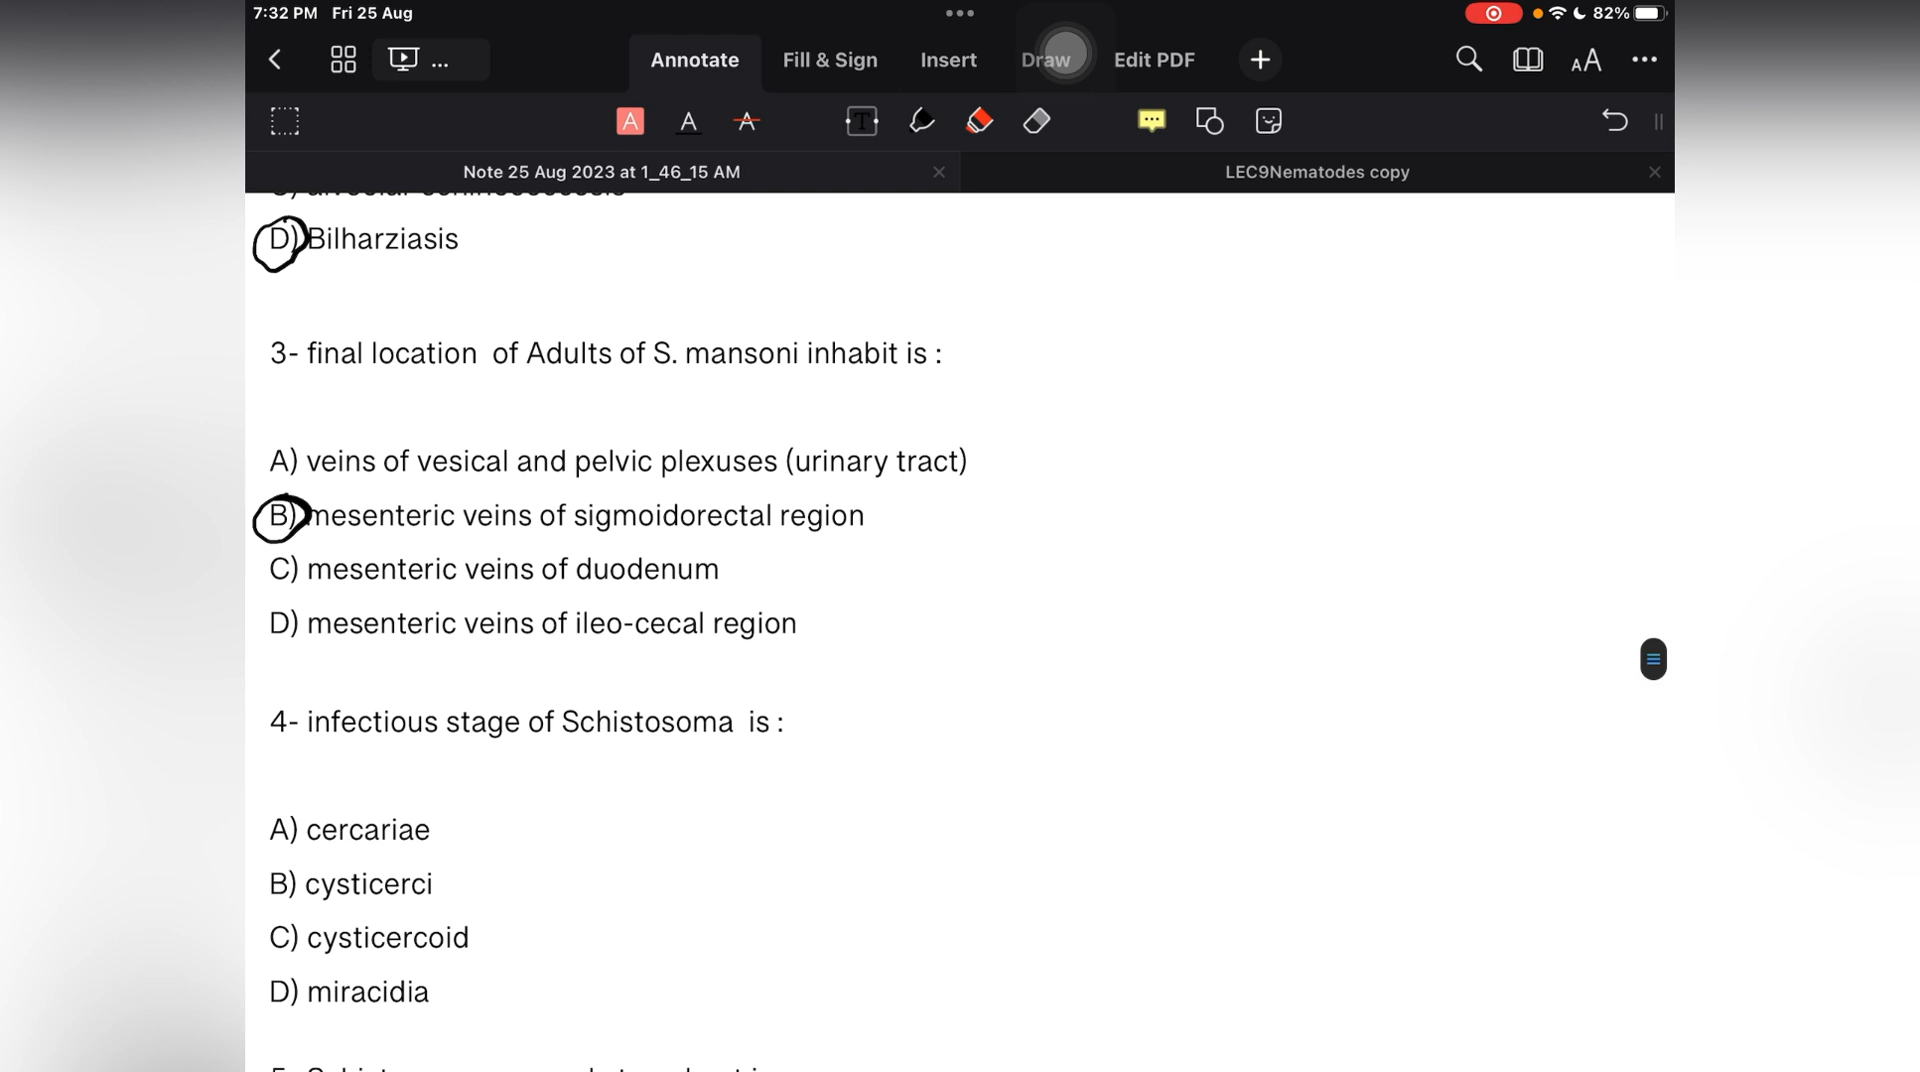 7:32 PM Fri 25 Aug
82%
Annotate Fill & Sign Insert Draw Edit PDF
AA
A A A T
Note 25 Aug 2023 at 1_46_15 AM
LEC9Nematodes copy
D) Bilharziasis
3- final location of Adults of S. mansoni inhabit is :
A) veins of vesical and pelvic plexuses (urinary tract)
B) mesenteric veins of sigmoidorectal region
C) mesenteric veins of duodenum
D) mesenteric veins of ileo-cecal region
4- infectious stage of Schistosoma is :
A) cercariae
B) cysticerci
C) cysticercoid
D) miracidia